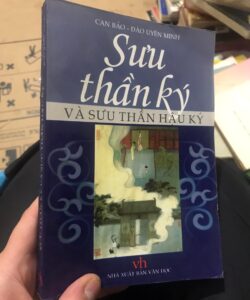 CAN BẢO - ĐÀO UYÊN MINH
Sưu
thần ký
VÀ SƯU THẦN HẬU KÝ
vh
NHÀ XUẤT BẢN VĂN HỌC